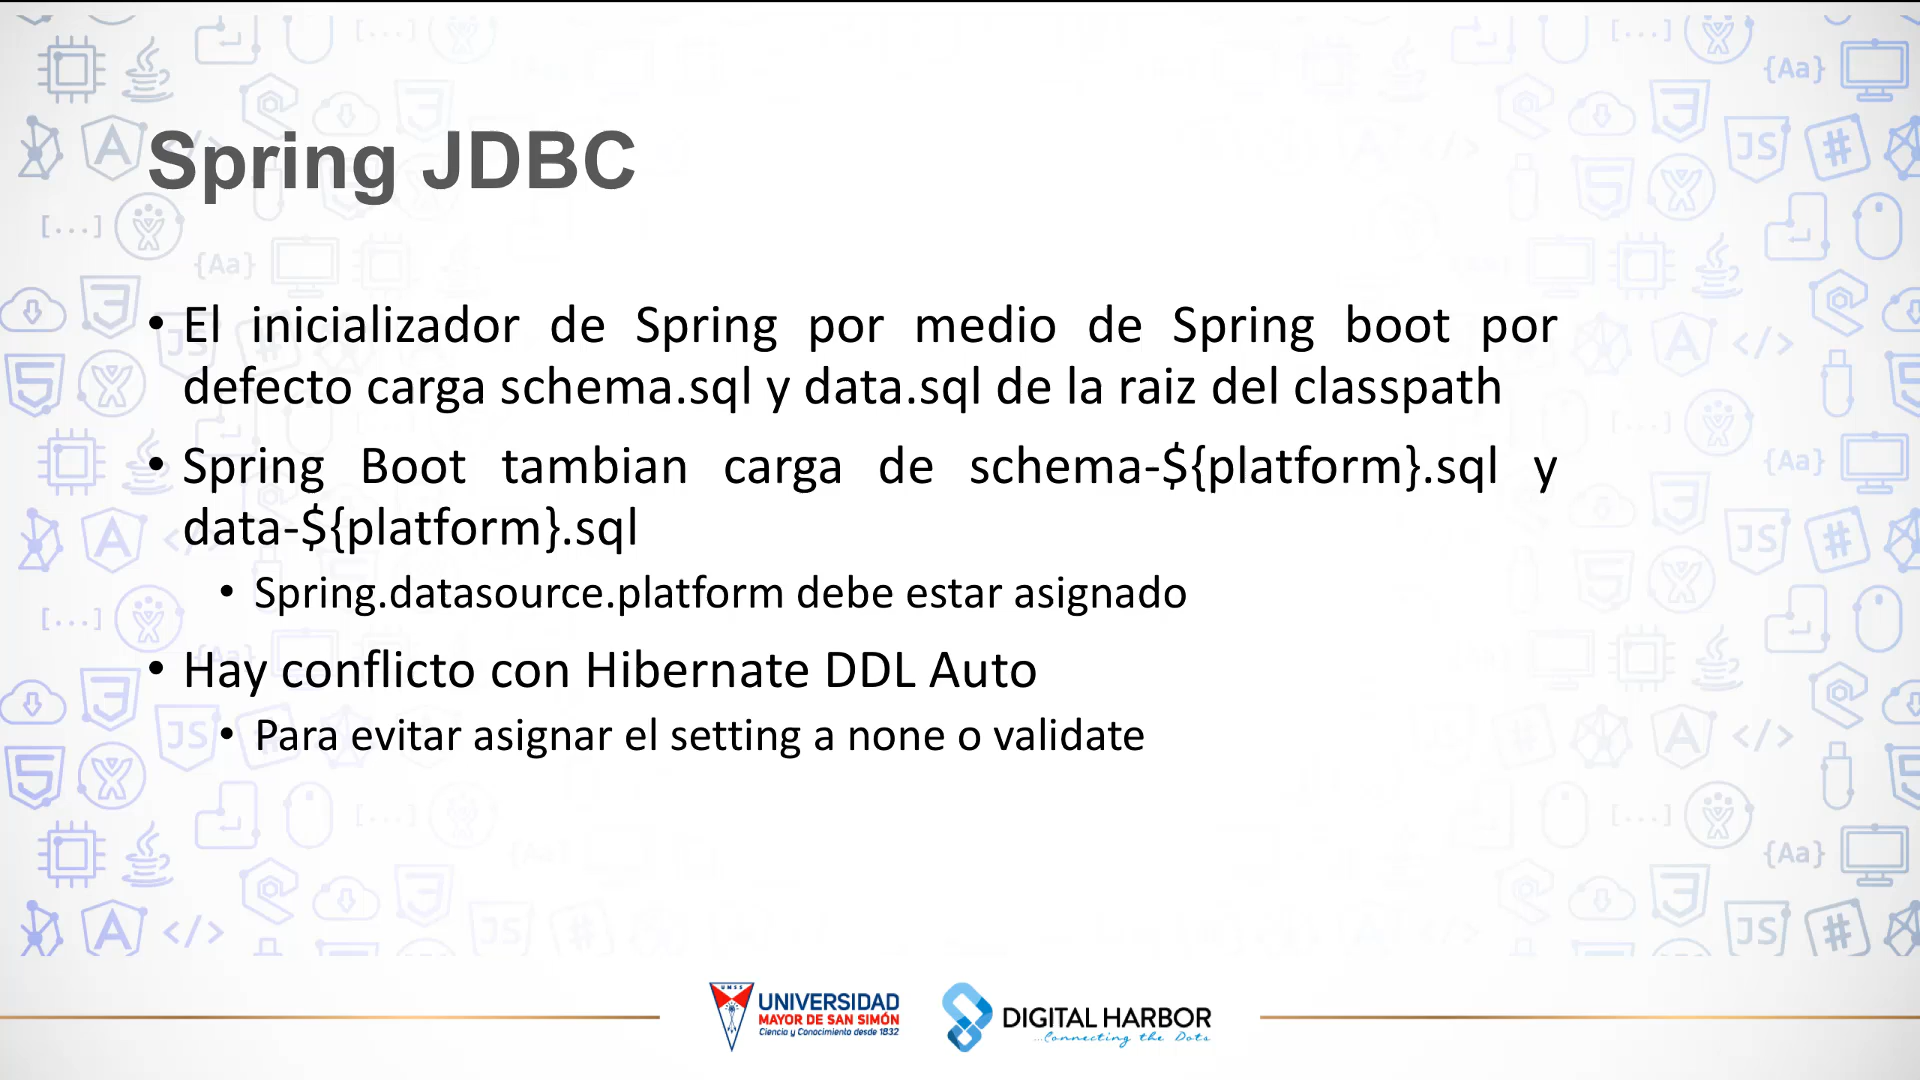 Spring JDBC
• El inicializador de Spring por medio de Spring boot por
defecto carga schema.sql y data.sql de la raiz del classpath
• Spring Boot tambian carga de schema-${platform}.sql y
data-${platform}.sql
• Spring.datasource.platform debe estar asignado
• Hay conflicto con Hibernate DDL Auto
• Para evitar asignar el setting a none o validate
UMSS
UNIVERSIDAD
MAYOR DE SAN SIMÓN
Ciencia y Conocimiento desde 1832
DIGITAL HARBOR
...Connecting the Dots